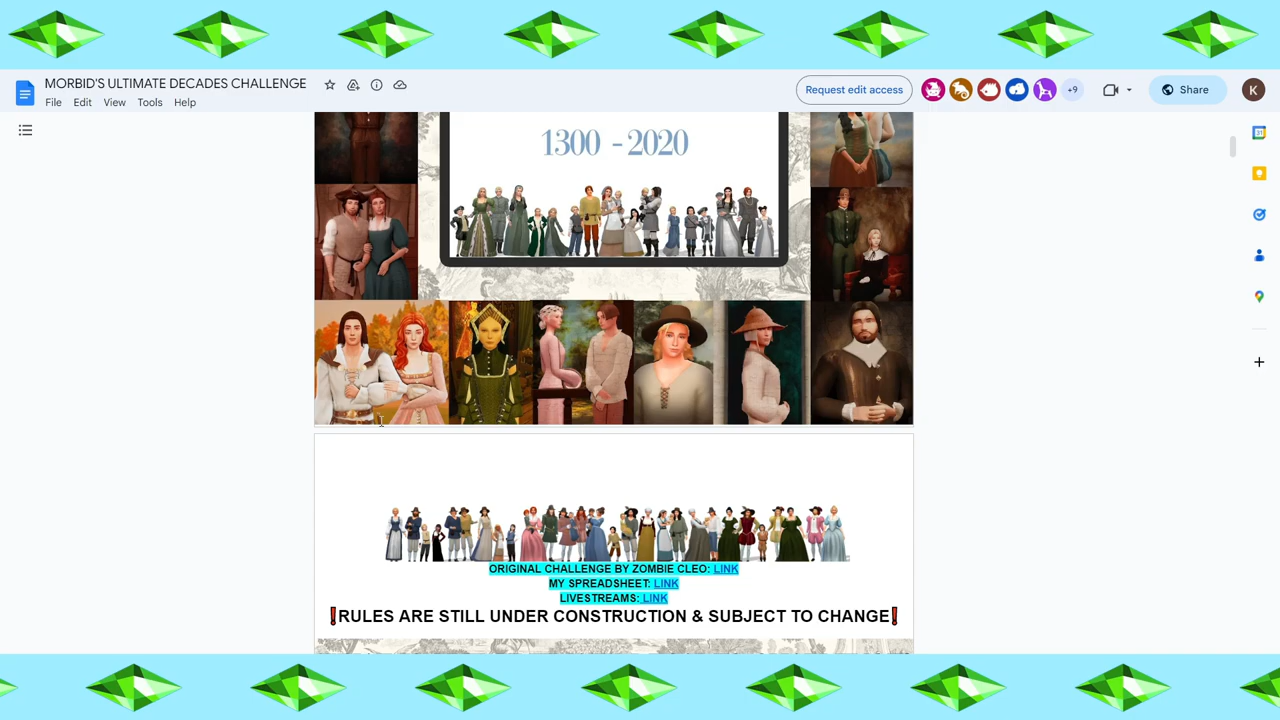 MORBID'S ULTIMATE DECADES CHALLENGE
File Edit View Tools Help
Request edit access
+9
Share
K
31
1300 - 2020
ORIGINAL CHALLENGE BY ZOMBIE CLEO: LINK
MY SPREADSHEET: LINK
LIVESTREAMS: LINK
❗RULES ARE STILL UNDER CONSTRUCTION & SUBJECT TO CHANGE❗